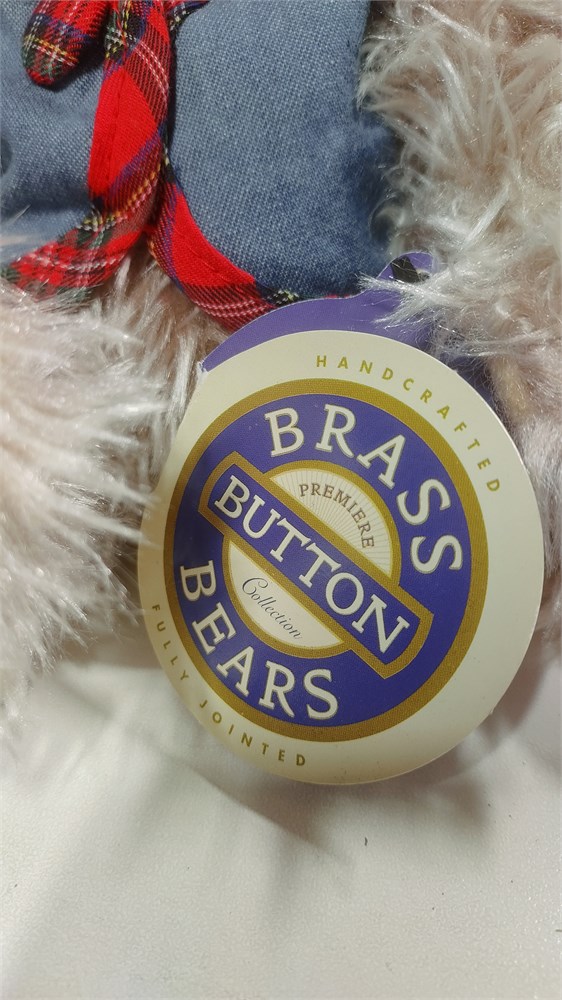 HANDCRAFTED
BRASS
PREMIERE
BUTTON
Collection
BEARS
FULLY JOINTED